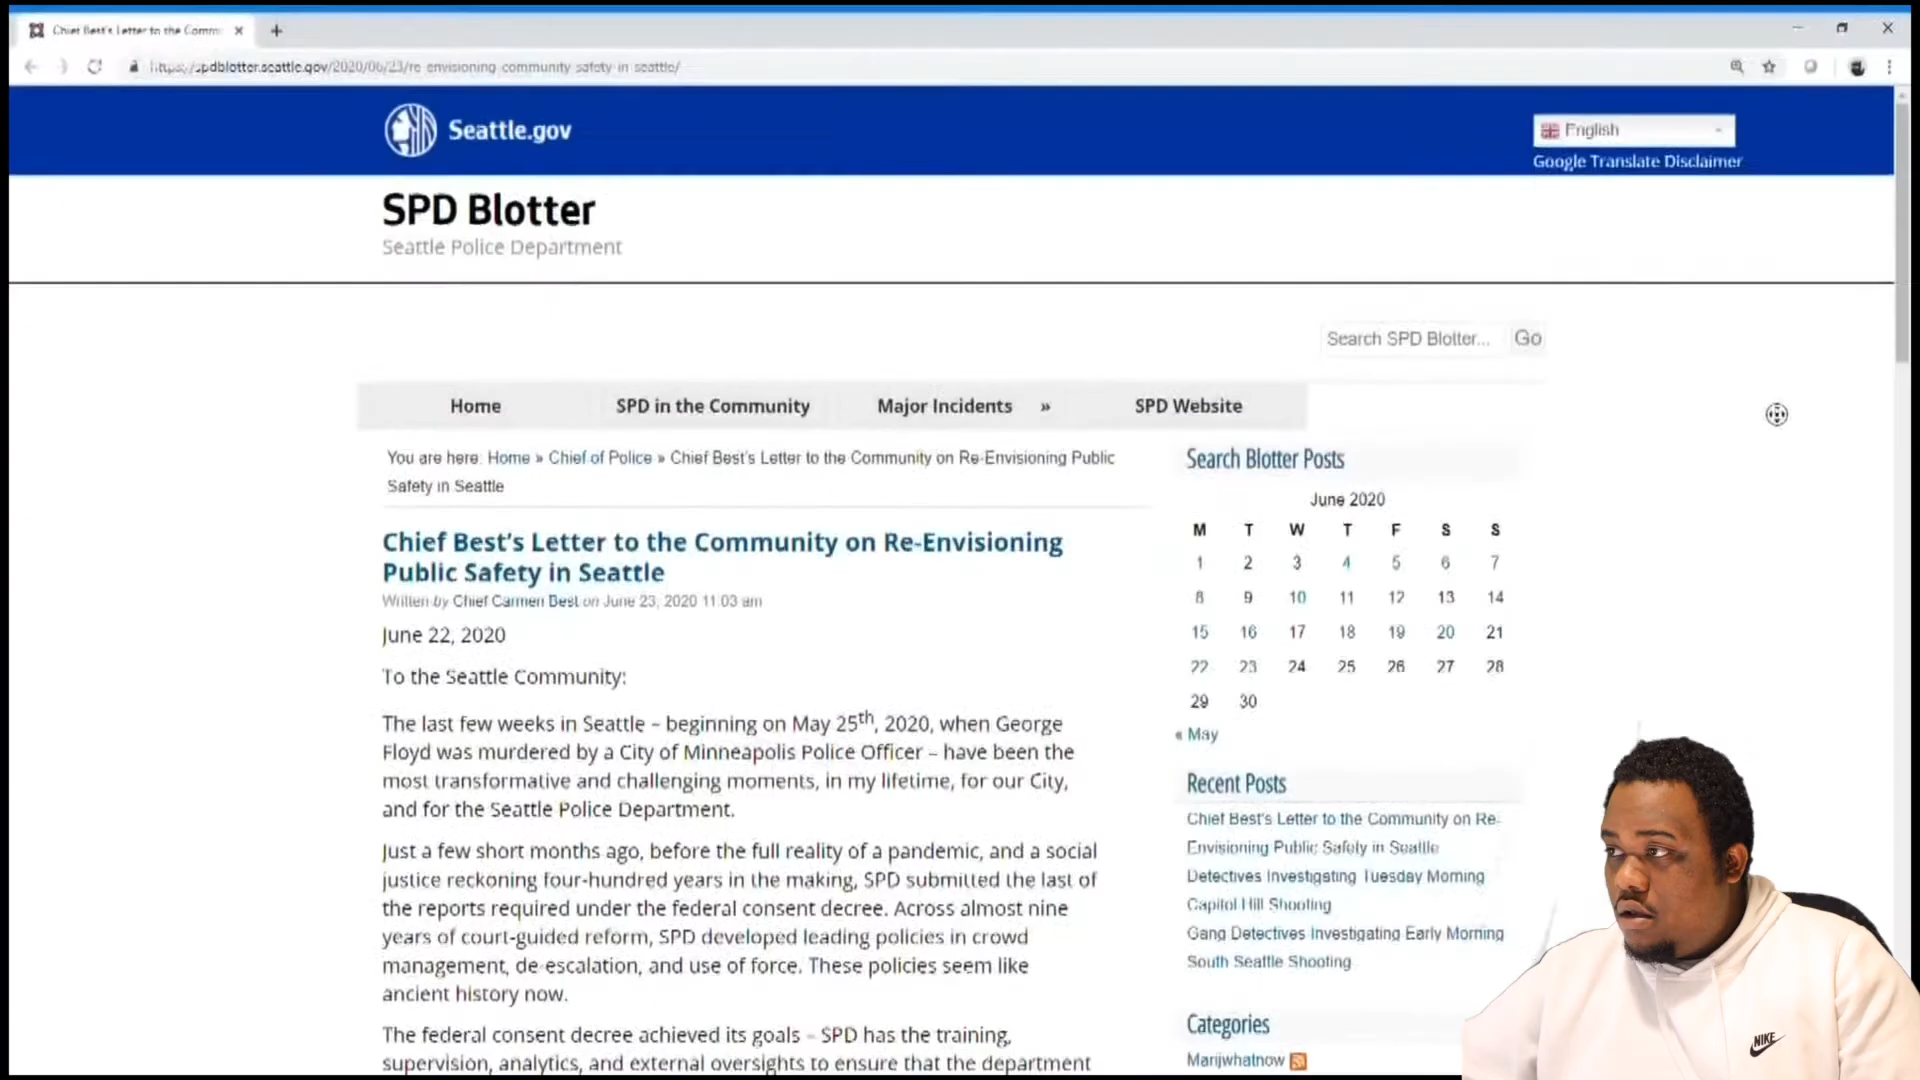 Chief Best's Letter to the Comm
https://spdblotter.seattle.gov/2020/06/23/re-envisioning-community-safety-in-seattle/
Seattle.gov
English
Google Translate Disclaimer
SPD Blotter
Seattle Police Department
Search SPD Blotter... Go
Home SPD in the Community Major Incidents » SPD Website
You are here: Home » Chief of Police » Chief Best's Letter to the Community on Re-Envisioning Public
Safety in Seattle
Chief Best's Letter to the Community on Re-Envisioning
Public Safety in Seattle
Written by Chief Carmen Best on June 23, 2020 11:03 am
June 22, 2020
To the Seattle Community:
The last few weeks in Seattle – beginning on May 25th, 2020, when George
Floyd was murdered by a City of Minneapolis Police Officer – have been the
most transformative and challenging moments, in my lifetime, for our City,
and for the Seattle Police Department.
Just a few short months ago, before the full reality of a pandemic, and a social
justice reckoning four-hundred years in the making, SPD submitted the last of
the reports required under the federal consent decree. Across almost nine
years of court-guided reform, SPD developed leading policies in crowd
management, de-escalation, and use of force. These policies seem like
ancient history now.
The federal consent decree achieved its goals – SPD has the training,
supervision, analytics, and external oversights to ensure that the department
Search Blotter Posts
June 2020
M T W T F S S
1 2 3 4 5 6 7
8 9 10 11 12 13 14
15 16 17 18 19 20 21
22 23 24 25 26 27 28
29 30
« May
Recent Posts
Chief Best's Letter to the Community on Re-
Envisioning Public Safety in Seattle
Detectives Investigating Tuesday Morning
Capitol Hill Shooting
Gang Detectives Investigating Early Morning
South Seattle Shooting
Categories
Marijwhatnow
NIKE